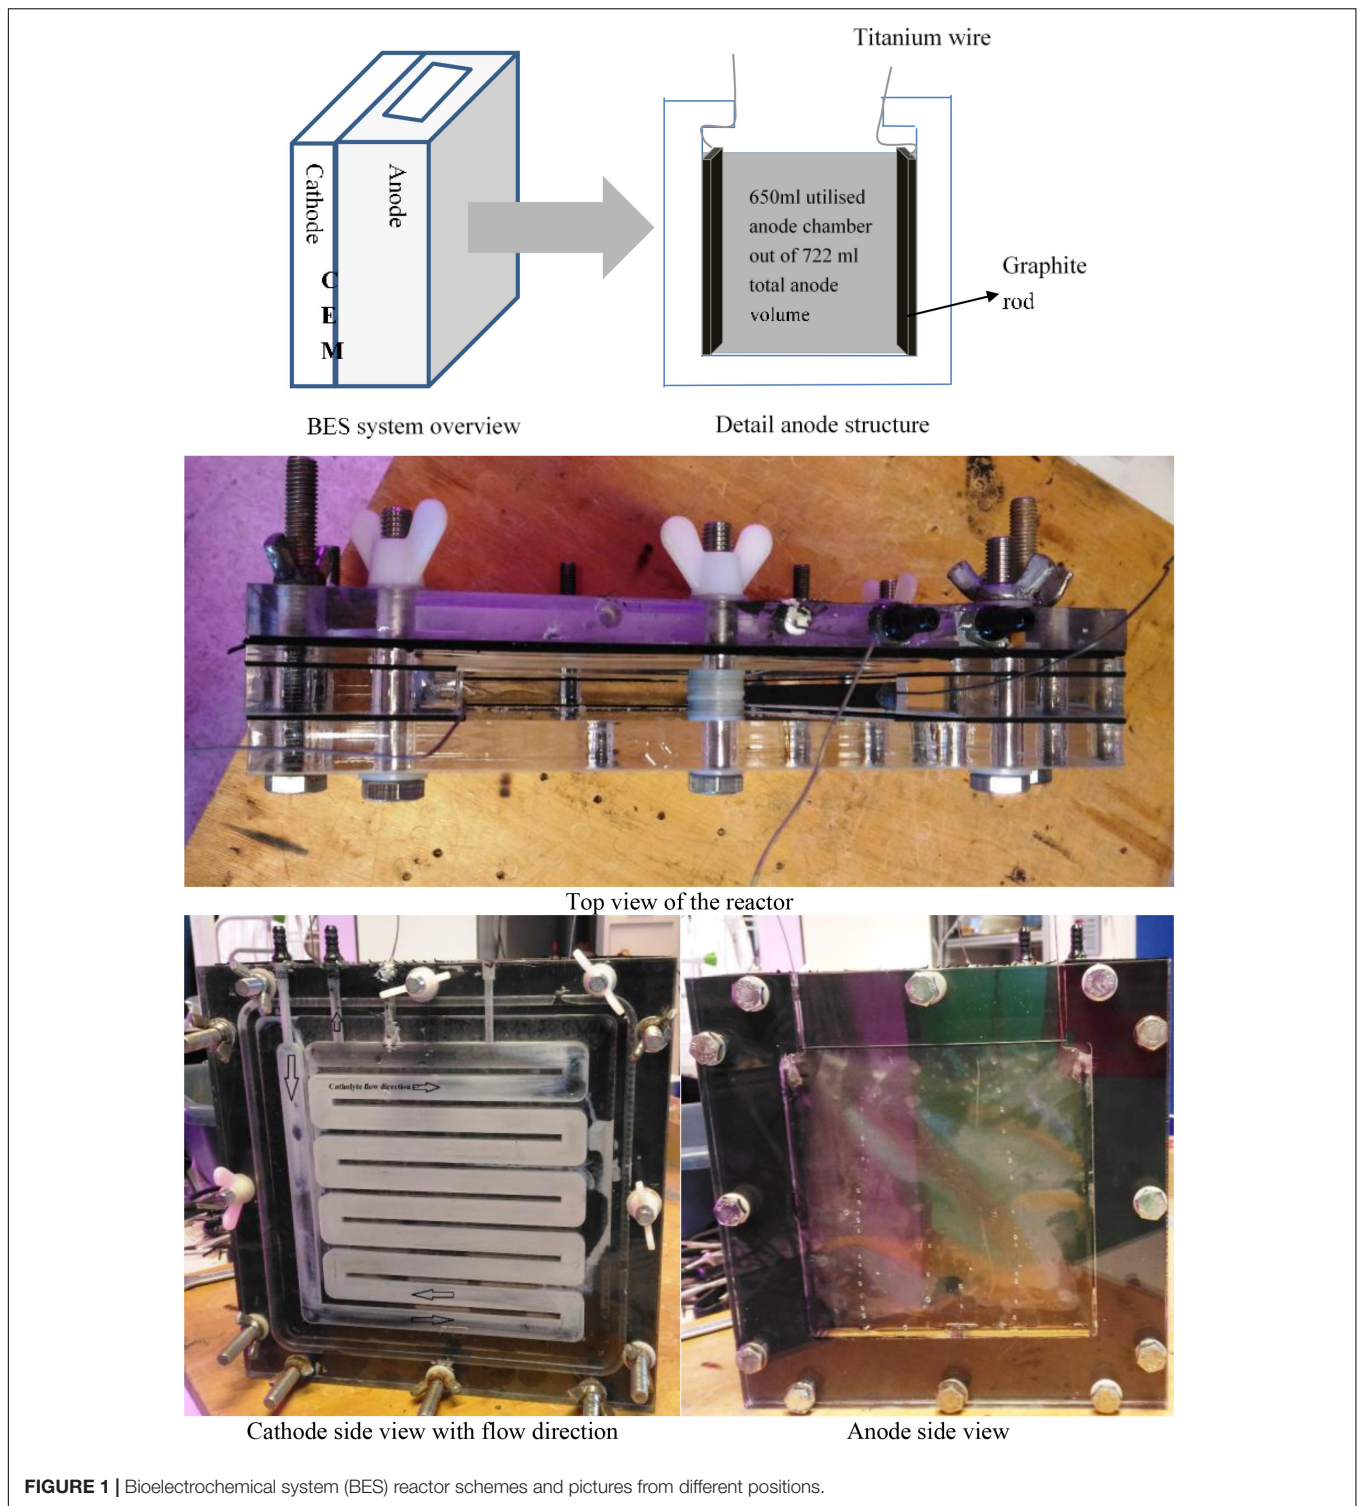 Titanium wire
Cathode
Anode
C
E
M
650ml utilised
anode chamber
out of 722 ml
total anode
volume
Graphite
rod
BES system overview
Detail anode structure
Top view of the reactor
Catholyte flow direction
Cathode side view with flow direction
Anode side view
FIGURE 1 | Bioelectrochemical system (BES) reactor schemes and pictures from different positions.